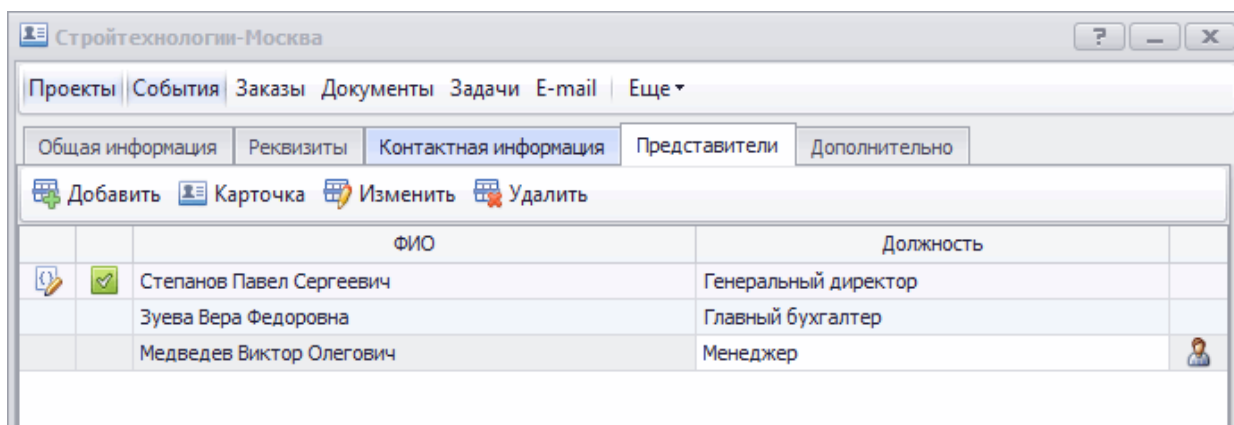 Стройтехнологии-Москва
?
Проекты События Заказы Документы Задачи E-mail Еще
Общая информация Реквизиты Контактная информация Представители Дополнительно
Добавить Карточка Изменить Удалить
ФИО Должность
Степанов Павел Сергеевич Генеральный директор
Зуева Вера Федоровна Главный бухгалтер
Медведев Виктор Олегович Менеджер